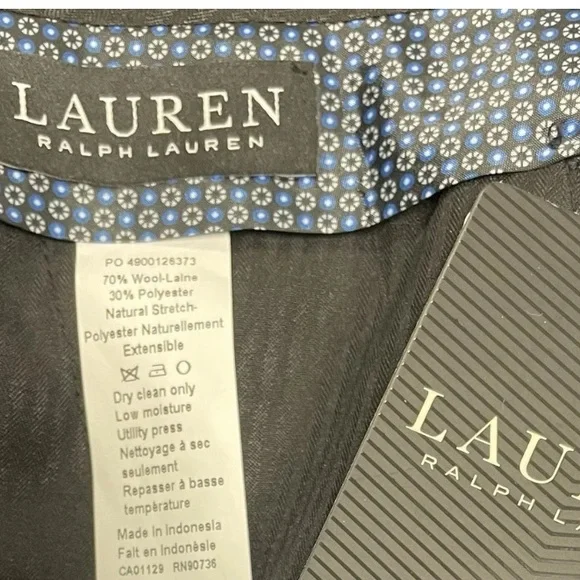 LAUREN
RALPH LAUREN
PO 4900126373
70% Wool-Laine
30% Polyester
Natural Stretch-
Polyester Naturellement
Extensible
Dry clean only
Low moisture
Utility press
Nettoyage à sec
seulement
Repasser à basse
température
Made in Indonesia
Fait en Indonésie
CA01129 RN90736
LAU
RALPH LA